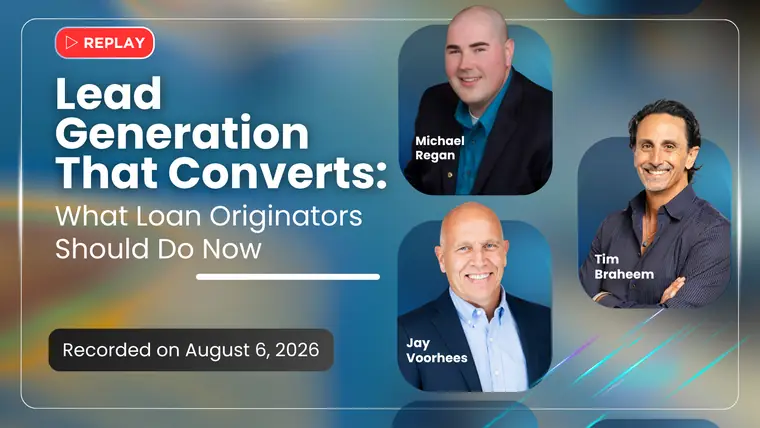 REPLAY
Lead
Generation
That Converts:
What Loan Originators
Should Do Now
Recorded on August 6, 2026
Michael
Regan
Tim
Braheem
Jay
Voorhees